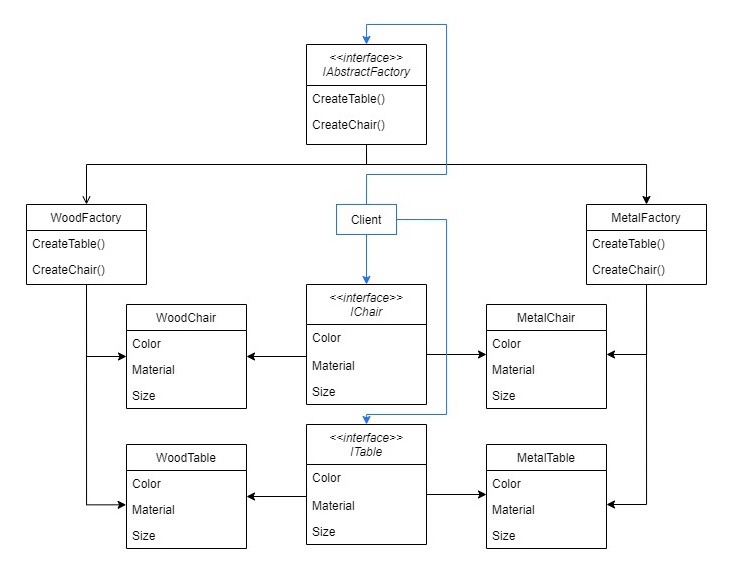 <<interface>>
IAbstractFactory
CreateTable()
CreateChair()
WoodFactory
CreateTable()
CreateChair()
Client
MetalFactory
CreateTable()
CreateChair()
WoodChair
Color
Material
Size
<<interface>>
IChair
Color
Material
Size
MetalChair
Color
Material
Size
WoodTable
Color
Material
Size
<<interface>>
ITable
Color
Material
Size
MetalTable
Color
Material
Size